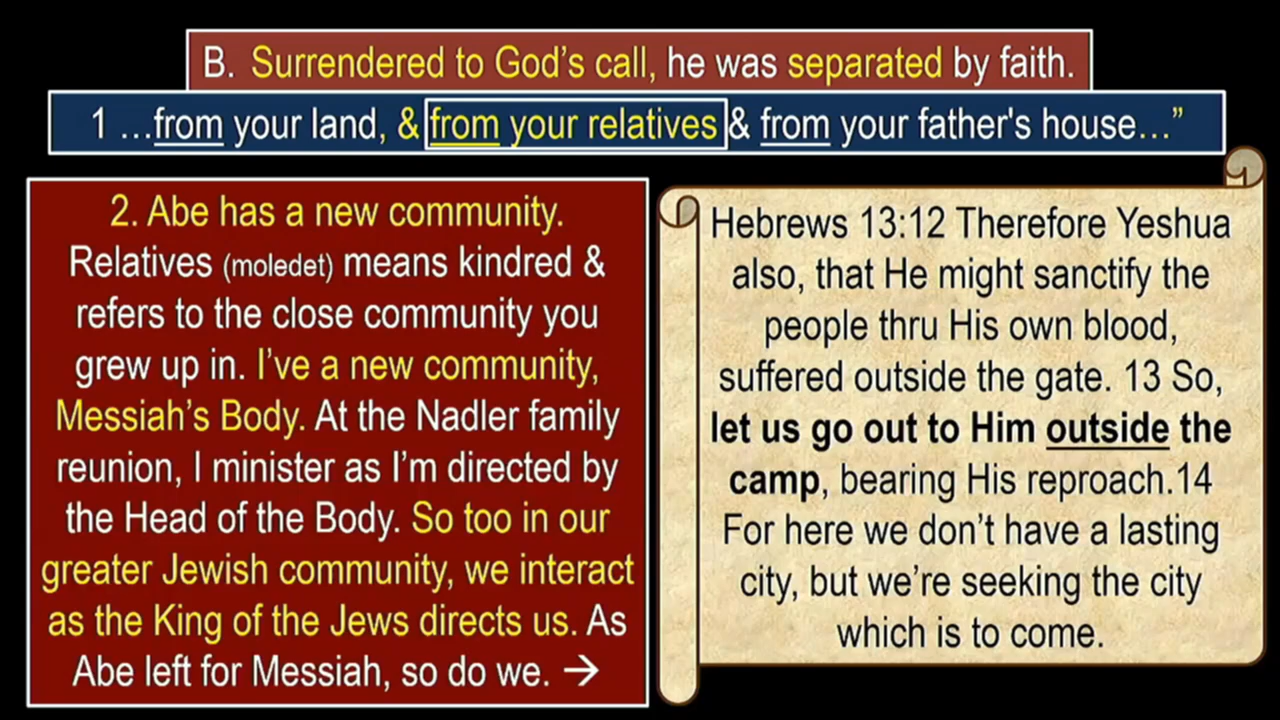 B. Surrendered to God's call, he was separated by faith.
1 …from your land, & from your relatives & from your father's house…”
2. Abe has a new community.
Relatives (moledet) means kindred &
refers to the close community you
grew up in. I've a new community,
Messiah's Body. At the Nadler family
reunion, I minister as I'm directed by
the Head of the Body. So too in our
greater Jewish community, we interact
as the King of the Jews directs us. As
Abe left for Messiah, so do we. →
Hebrews 13:12 Therefore Yeshua
also, that He might sanctify the
people thru His own blood,
suffered outside the gate. 13 So,
let us go out to Him outside the
camp, bearing His reproach.14
For here we don't have a lasting
city, but we're seeking the city
which is to come.